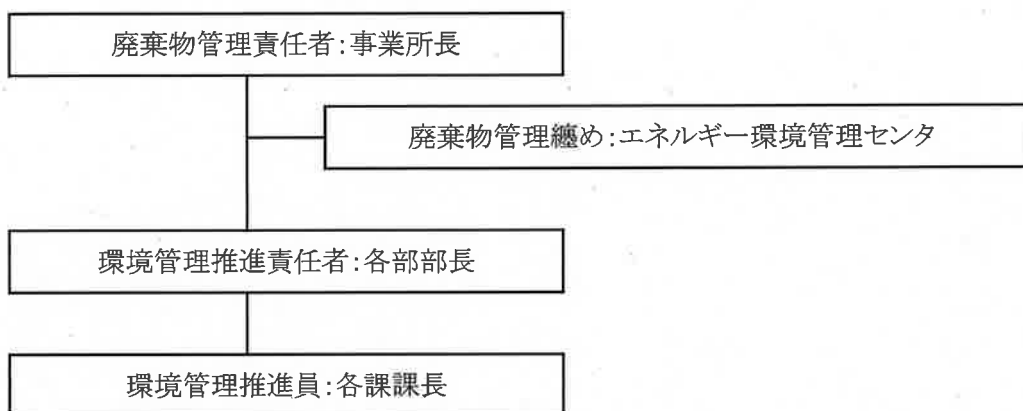 廃棄物管理責任者:事業所長
廃棄物管理纏め:エネルギー環境管理センタ
環境管理推進責任者:各部部長
環境管理推進員:各課課長